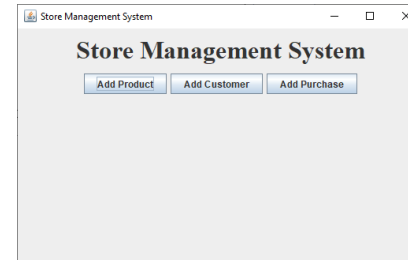 Store Management System
Store Management System
Add Product Add Customer Add Purchase